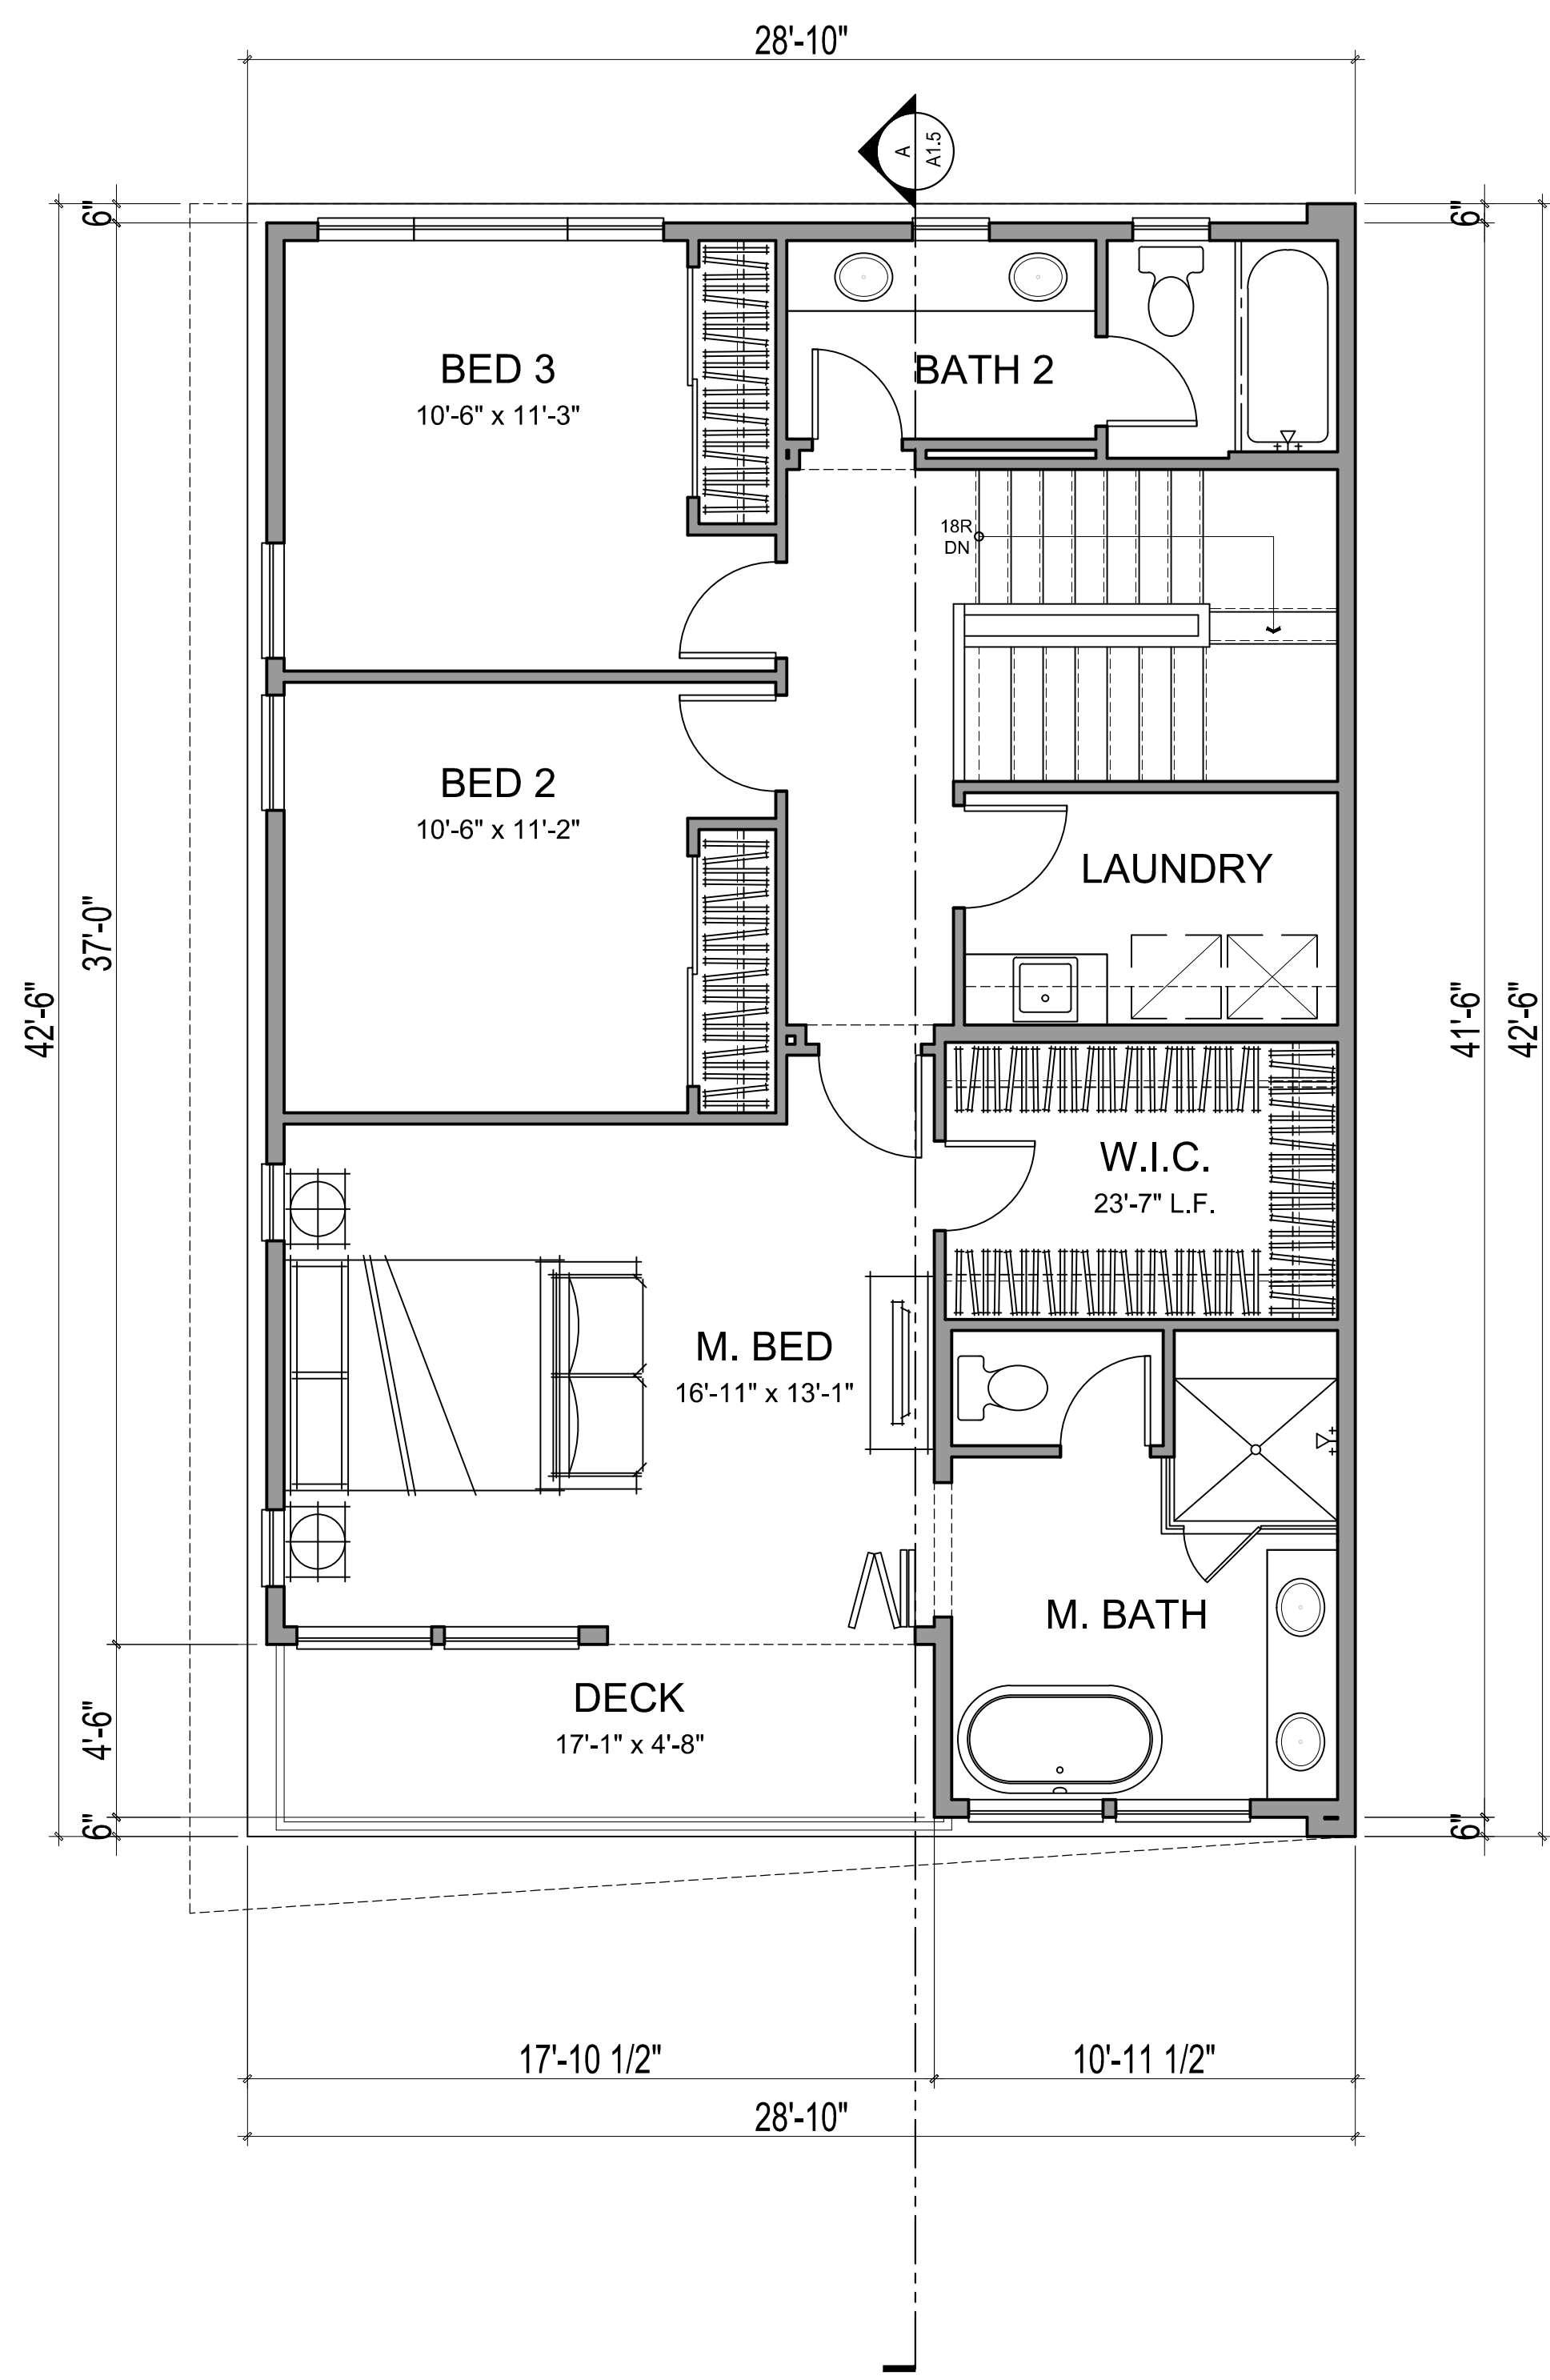 28'-10"
A
A1.5
6"
6"
BED 3
10'-6" x 11'-3"
BATH 2
18R
DN
BED 2
10'-6" x 11'-2"
LAUNDRY
37'-0"
42'-6"
41'-6"
42'-6"
W.I.C.
23'-7" L.F.
M. BED
16'-11" x 13'-1"
M. BATH
DECK
17'-1" x 4'-8"
4'-6"
6"
6"
17'-10 1/2"
10'-11 1/2"
28'-10"